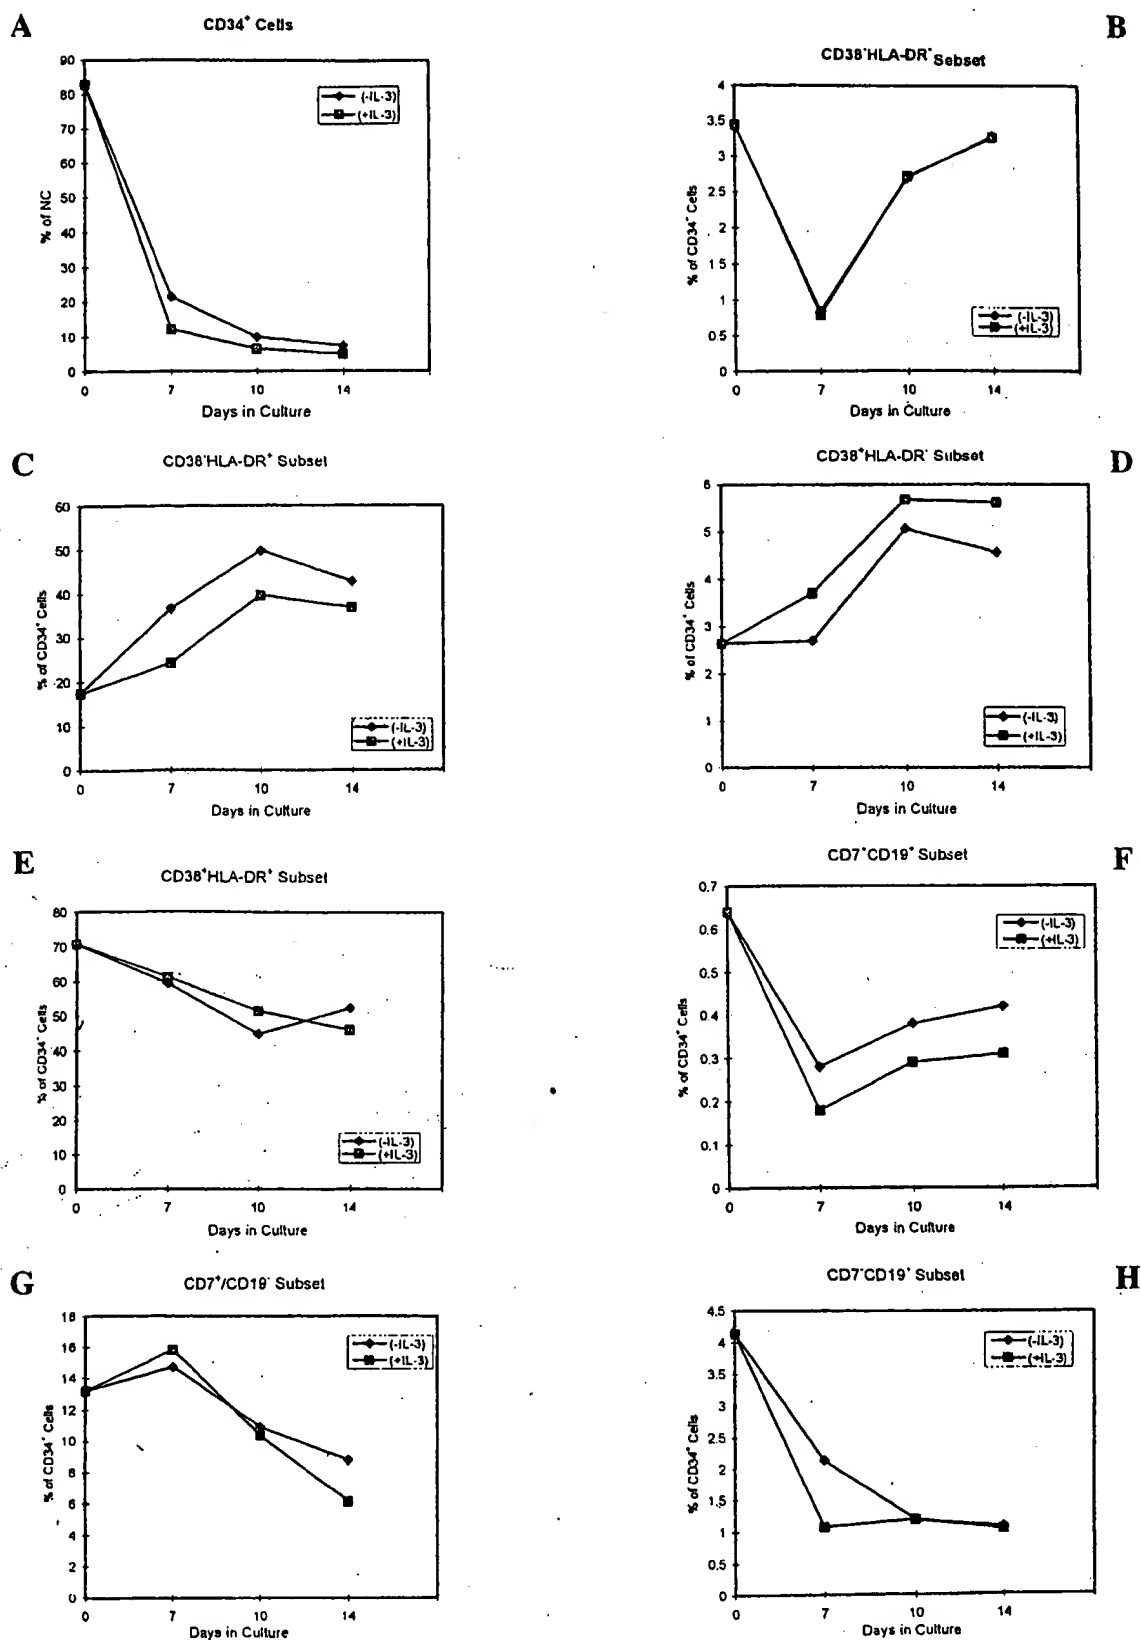 A
CD34⁺ Cells
90
80
70
60
50
40
30
20
10
0
% of NC
(-IL-3)
(+IL-3)
0 7 10 14
Days in Culture
B
CD38⁻HLA-DR⁻ Sebset
4
3.5
3
2.5
2
1.5
1
0.5
0
% of CD34⁺ Cells
(-IL-3)
(+IL-3)
0 7 10 14
Days in Culture
C
CD38⁻HLA-DR⁺ Subset
60
50
40
30
20
10
0
% of CD34⁺ Cells
(-IL-3)
(+IL-3)
0 7 10 14
Days in Culture
D
CD38⁺HLA-DR⁻ Subset
6
5
4
3
2
1
0
% of CD34⁺ Cells
(-IL-3)
(+IL-3)
0 7 10 14
Days in Culture
E
CD38⁺HLA-DR⁺ Subset
80
70
60
50
40
30
20
10
0
% of CD34⁺ Cells
(-IL-3)
(+IL-3)
0 7 10 14
Days in Culture
F
CD7⁺CD19⁺ Subset
0.7
0.6
0.5
0.4
0.3
0.2
0.1
0
% of CD34⁺ Cells
(-IL-3)
(+IL-3)
0 7 10 14
Days in Culture
G
CD7⁺/CD19⁻ Subset
18
16
14
12
10
8
6
4
2
0
% of CD34⁺ Cells
(-IL-3)
(+IL-3)
0 7 10 14
Days in Culture
H
CD7⁻CD19⁺ Subset
4.5
4
3.5
3
2.5
2
1.5
1
0.5
0
% of CD34⁺ Cells
(-IL-3)
(+IL-3)
0 7 10 14
Days in Culture